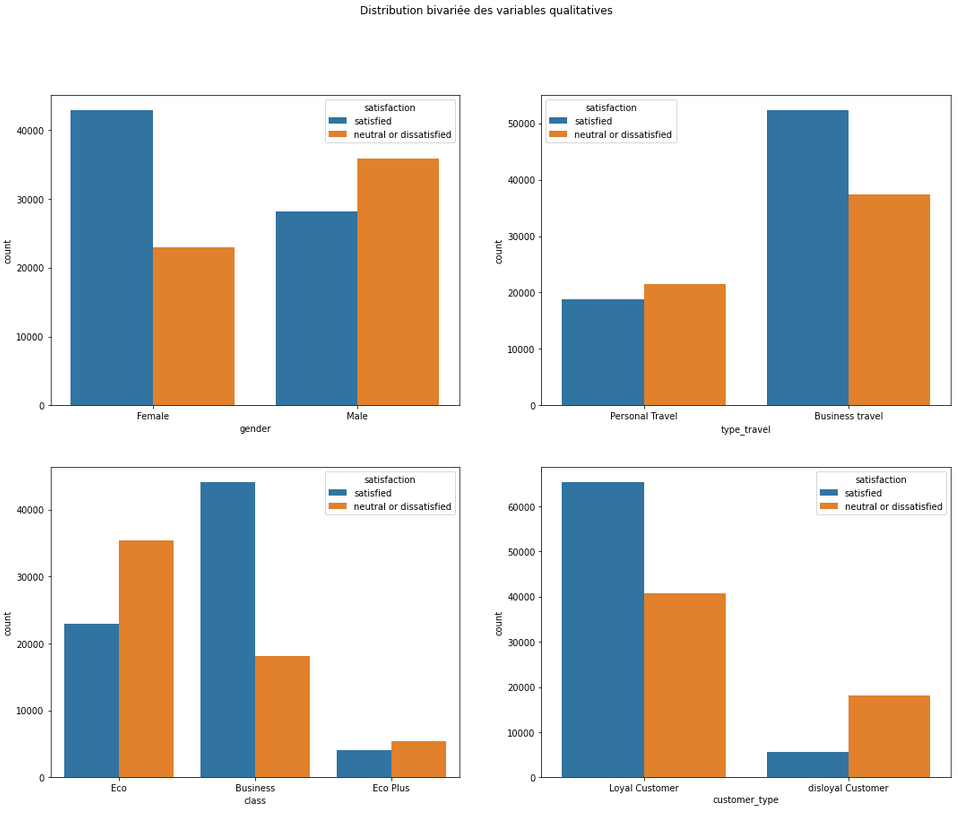 Distribution bivariée des variables qualitatives
satisfaction
satisfied
neutral or dissatisfied
40000
30000
20000
10000
0
count
Female
Male
gender
satisfaction
satisfied
neutral or dissatisfied
50000
40000
30000
20000
10000
0
count
Personal Travel
Business travel
type_travel
satisfaction
satisfied
neutral or dissatisfied
40000
30000
20000
10000
0
count
Eco
Business
Eco Plus
class
satisfaction
satisfied
neutral or dissatisfied
60000
50000
40000
30000
20000
10000
0
count
Loyal Customer
disloyal Customer
customer_type